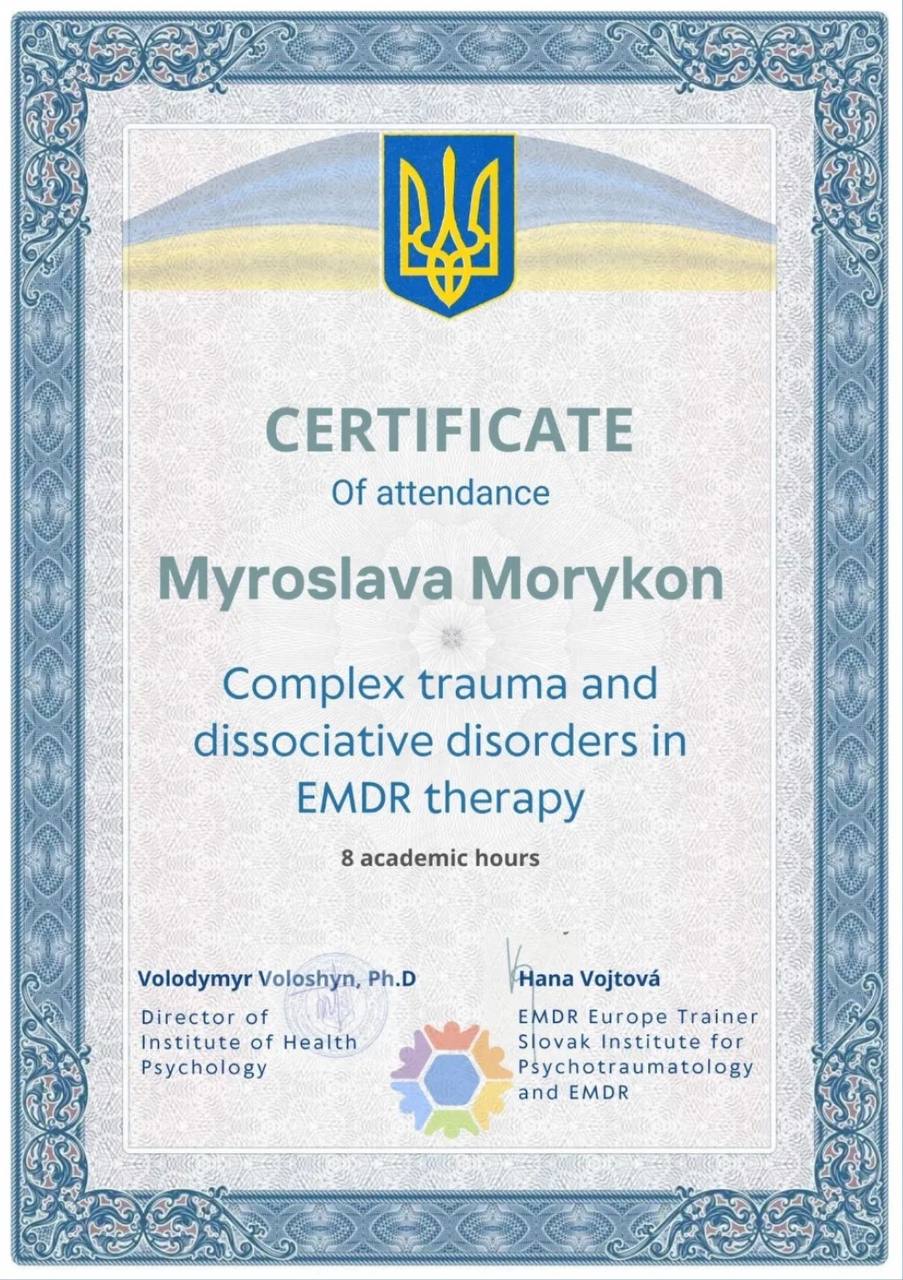 CERTIFICATE
Of attendance
Myroslava Morykon
Complex trauma and
dissociative disorders in
EMDR therapy
8 academic hours
Volodymyr Voloshyn, Ph.D
Director of
Institute of Health
Psychology
Hana Vojtová
EMDR Europe Trainer
Slovak Institute for
Psychotraumatology
and EMDR